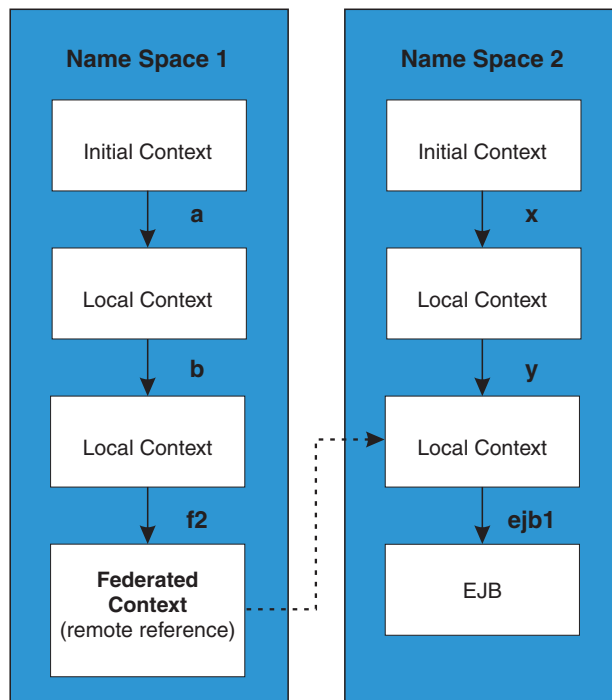 Name Space 1
Initial Context
a
Local Context
b
Local Context
f2
Federated
Context
(remote reference)
Name Space 2
Initial Context
x
Local Context
y
Local Context
ejb1
EJB